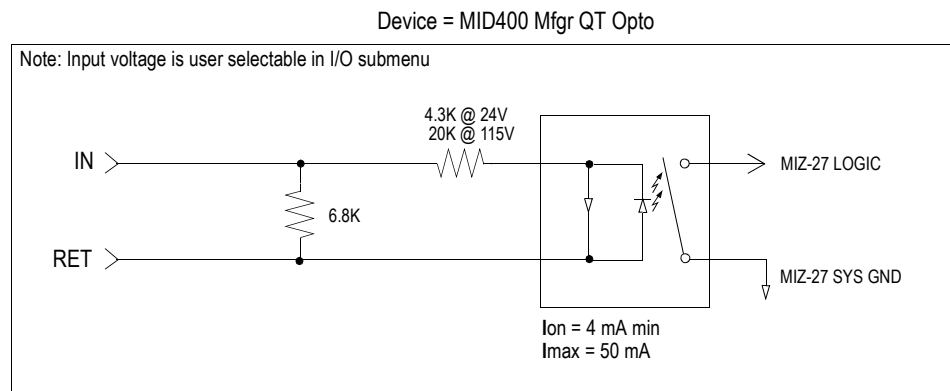 Device = MID400 Mfgr QT Opto
Note: Input voltage is user selectable in I/O submenu
4.3K @ 24V
20K @ 115V
IN
MIZ-27 LOGIC
6.8K
RET
MIZ-27 SYS GND
Ion = 4 mA min
Imax = 50 mA